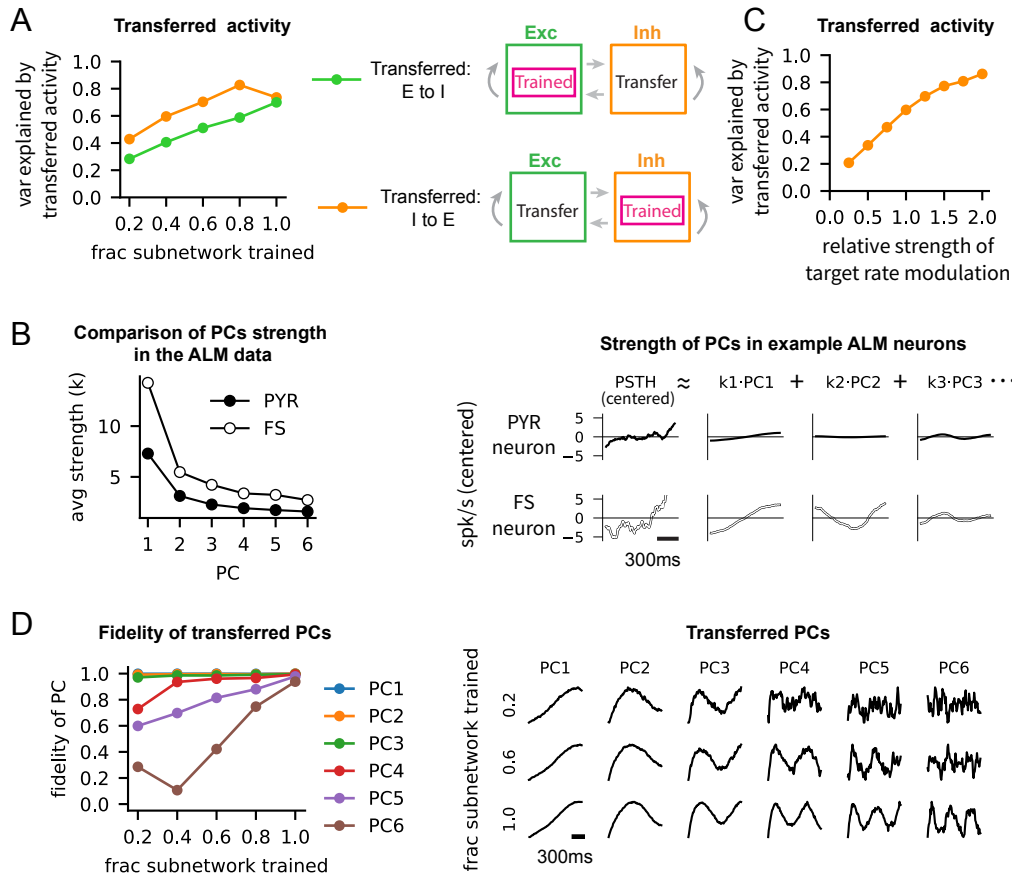 A
Transferred activity
var explained by
transferred activity
1.0
0.8
0.6
0.4
0.2
0.0
0.2 0.4 0.6 0.8 1.0
frac subnetwork trained
Transferred:
E to I
Transferred:
I to E
Exc Inh
Trained Transfer
Exc Inh
Transfer Trained
C
Transferred activity
var explained by
transferred activity
1.0
0.8
0.6
0.4
0.2
0.0
0.0 0.5 1.0 1.5 2.0
relative strength of
target rate modulation
B
Comparison of PCs strength
in the ALM data
avg strength (k)
10
5
PYR
FS
1 2 3 4 5 6
PC
Strength of PCs in example ALM neurons
PSTH ≈ k1·PC1 + k2·PC2 + k3·PC3 ···
(centered)
spk/s (centered)
PYR
neuron
5
0
−5
FS
neuron
5
0
−5
300ms
D
Fidelity of transferred PCs
fidelity of PC
1.0
0.8
0.6
0.4
0.2
0.0
0.2 0.4 0.6 0.8 1.0
frac subnetwork trained
PC1
PC2
PC3
PC4
PC5
PC6
Transferred PCs
PC1 PC2 PC3 PC4 PC5 PC6
frac subnetwork trained
0.2
0.6
1.0
300ms